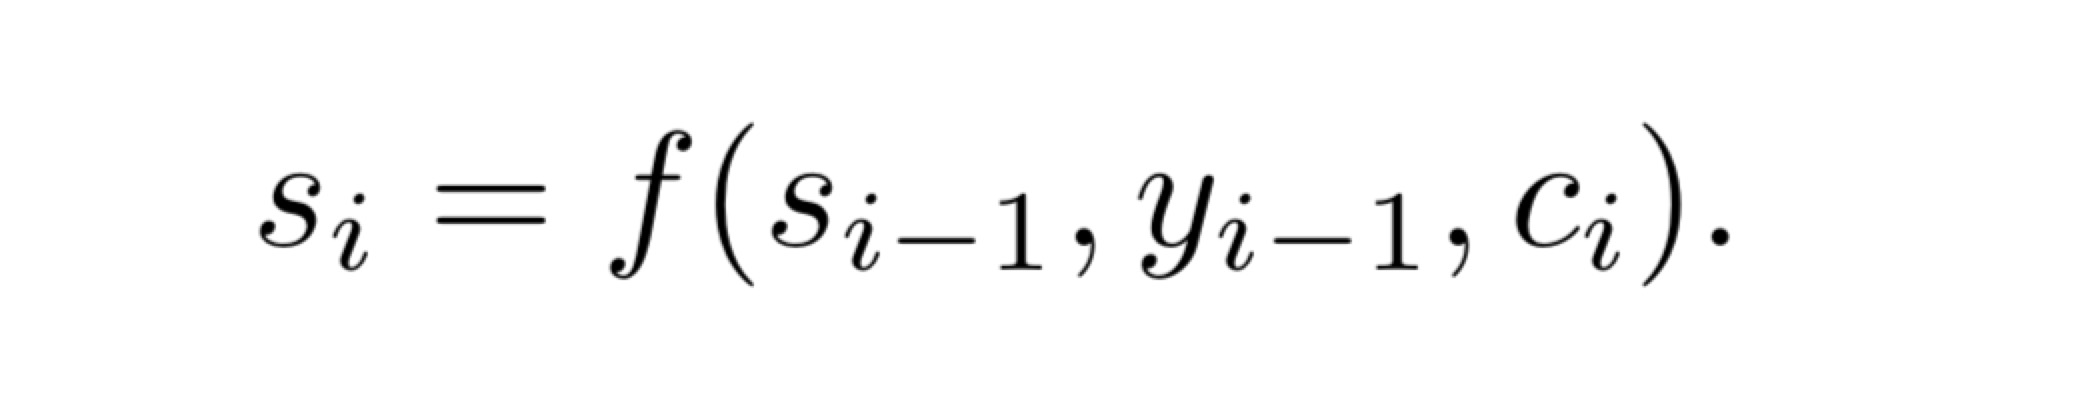 s_i = f(s_{i-1}, y_{i-1}, c_i).